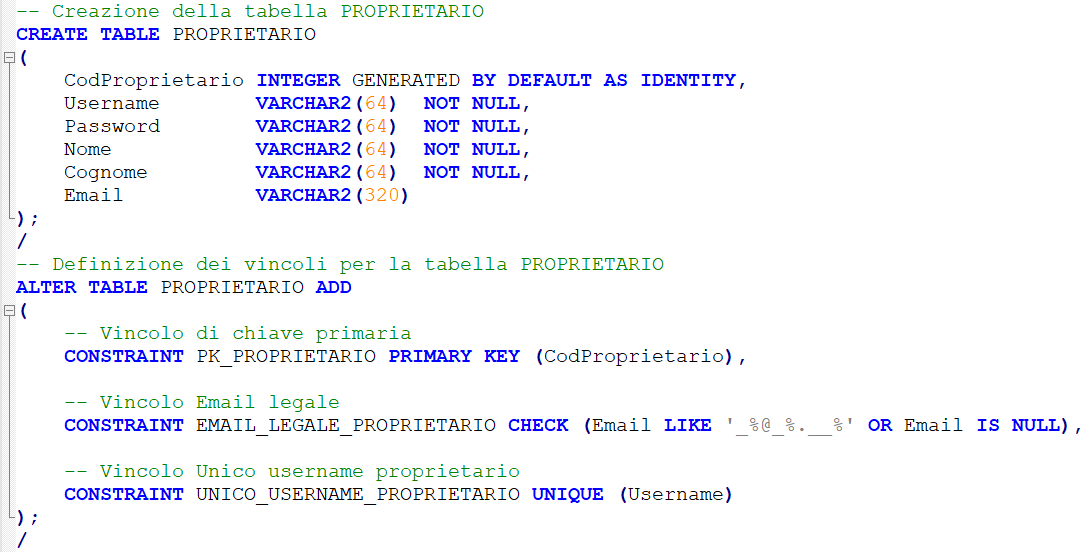 -- Creazione della tabella PROPRIETARIO
CREATE TABLE PROPRIETARIO
(
    CodProprietario INTEGER GENERATED BY DEFAULT AS IDENTITY,
    Username        VARCHAR2(64)  NOT NULL,
    Password        VARCHAR2(64)  NOT NULL,
    Nome            VARCHAR2(64)  NOT NULL,
    Cognome         VARCHAR2(64)  NOT NULL,
    Email           VARCHAR2(320)
);
/
-- Definizione dei vincoli per la tabella PROPRIETARIO
ALTER TABLE PROPRIETARIO ADD
(
    -- Vincolo di chiave primaria
    CONSTRAINT PK_PROPRIETARIO PRIMARY KEY (CodProprietario),
    -- Vincolo Email legale
    CONSTRAINT EMAIL_LEGALE_PROPRIETARIO CHECK (Email LIKE '_%@_%.__%' OR Email IS NULL),
    -- Vincolo Unico username proprietario
    CONSTRAINT UNICO_USERNAME_PROPRIETARIO UNIQUE (Username)
);
/